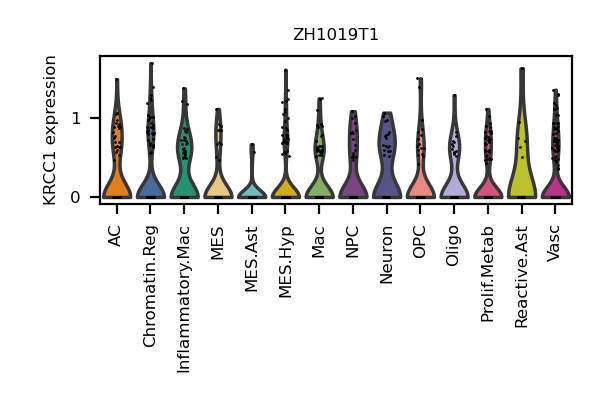 ZH1019T1
KRCC1 expression
1
0
AC
Chromatin.Reg
Inflammatory.Mac
MES
MES.Ast
MES.Hyp
Mac
NPC
Neuron
OPC
Oligo
Prolif.Metab
Reactive.Ast
Vasc